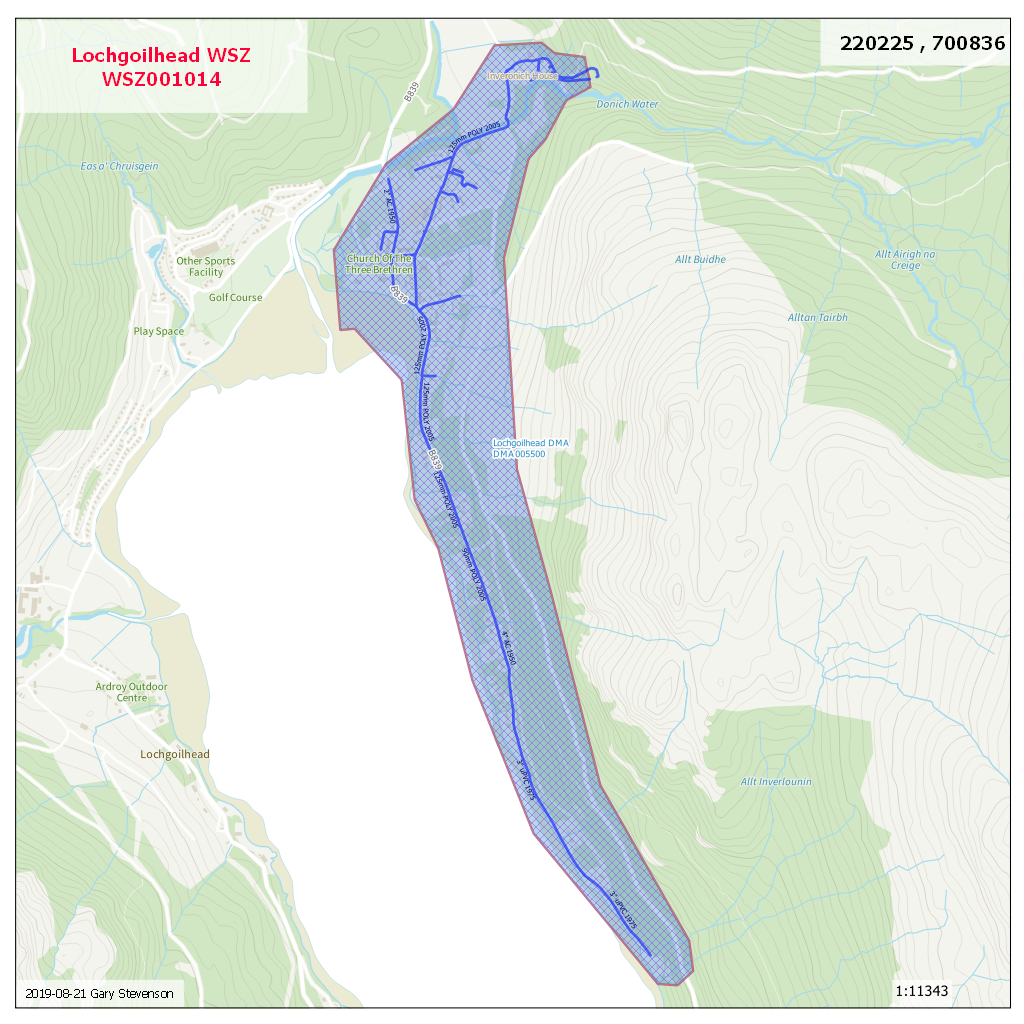 Lochgoilhead WSZ
WSZ001014
220225 , 700836
B839
Inveronich House
Donich Water
125mm POLY 2005
Eas a' Chruisgein
2" AC 1950
Other Sports
Facility
Church Of The
Three Brethren
Allt Buidhe
Allt Airigh na
Creige
Golf Course
B839
Alltan Tairbh
Play Space
125mm POLY 2005
125mm POLY 2005
Lochgoilhead DMA
DMA005500
B839
125mm POLY 2005
90mm POLY 2005
4" AC 1950
Ardroy Outdoor
Centre
Lochgoilhead
3" uPVC 1975
Allt Inverlounin
3" uPVC 1975
2019-08-21 Gary Stevenson
1:11343